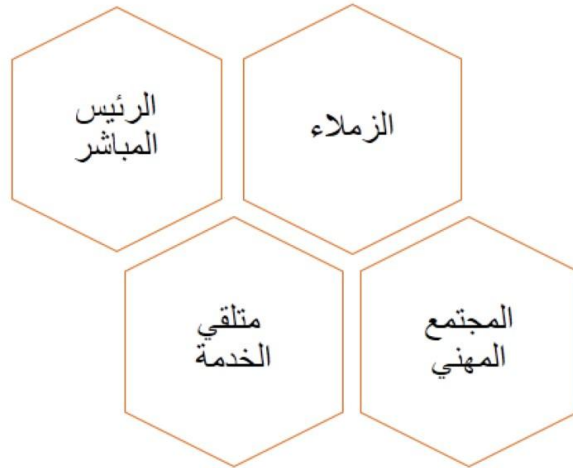 الزملاء
الرئيس
المباشر
المجتمع
المهني
متلقي
الخدمة